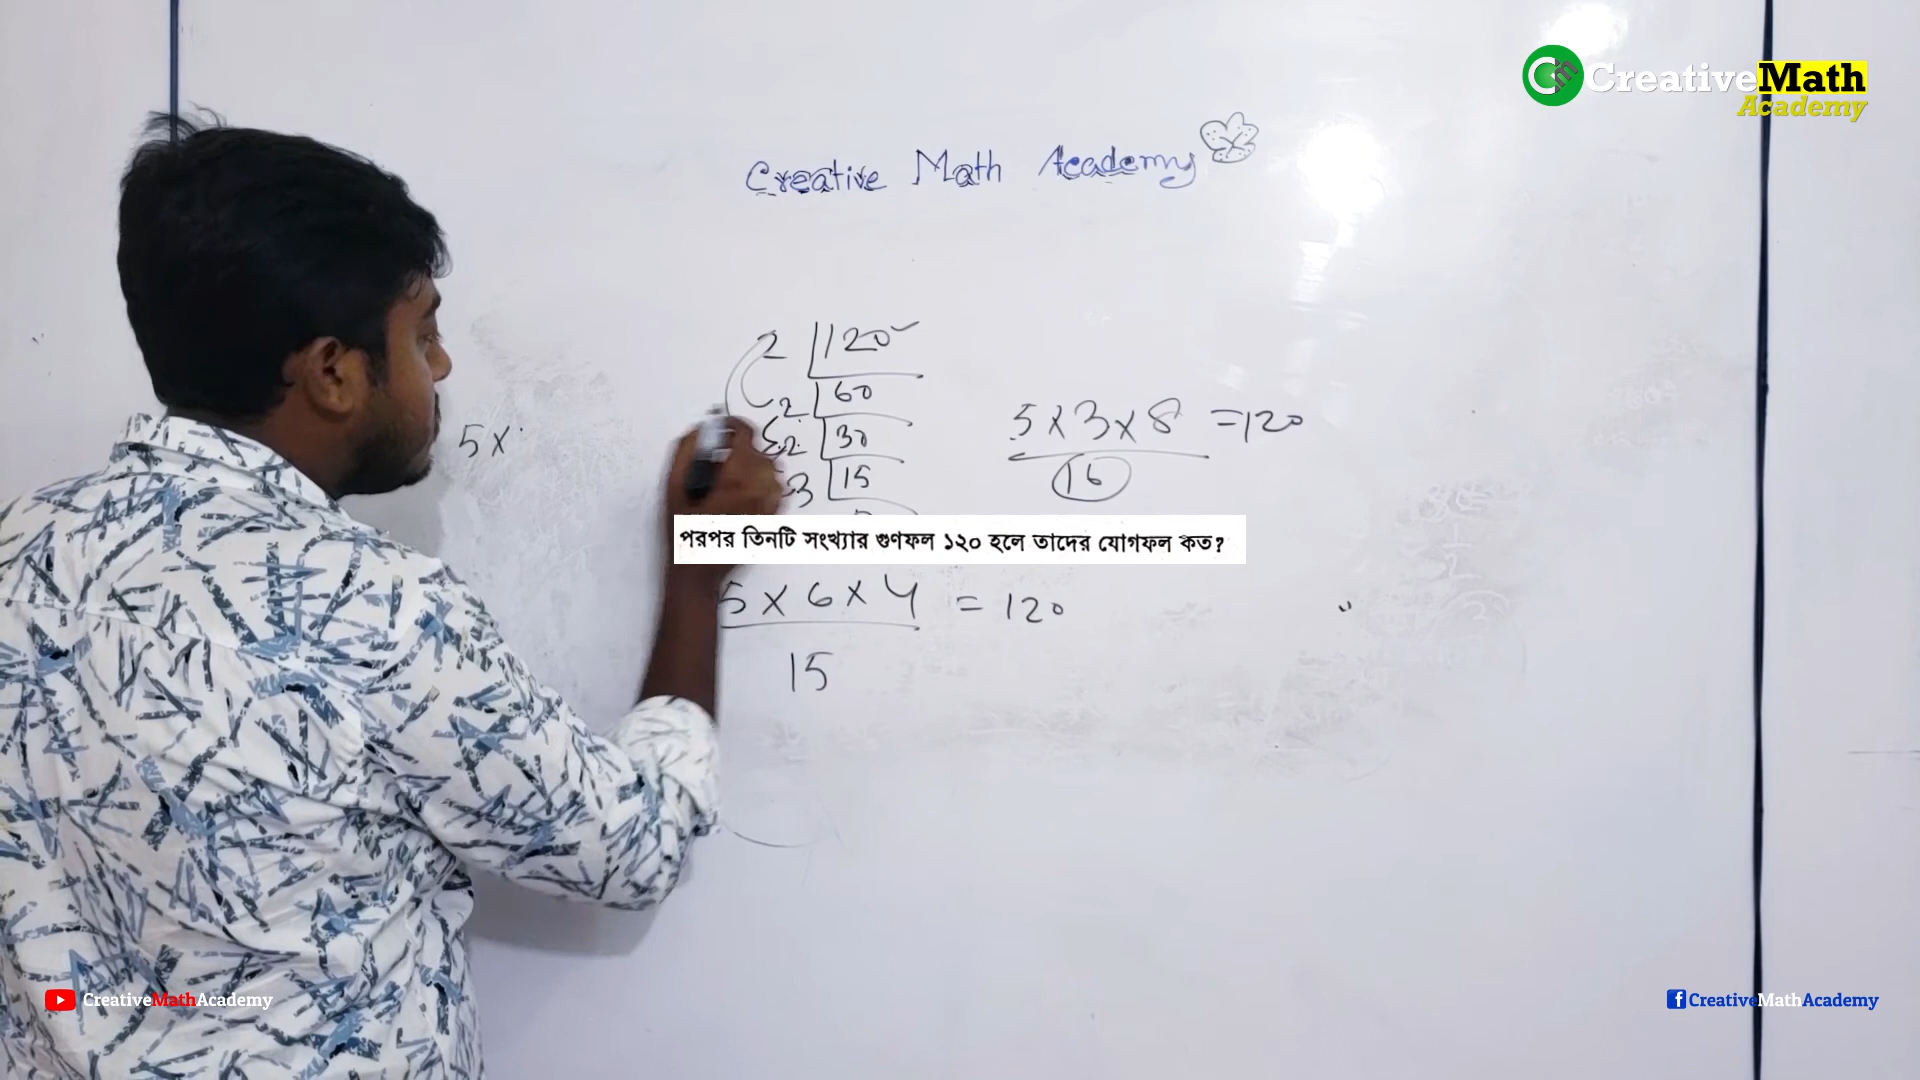 CreativeMath
Academy
Creative Math Academy
2 120
2 60
2 30
3 15
5×
5×3×8 =120
16
পরপর তিনটি সংখ্যার গুণফল ১২০ হলে তাদের যোগফল কত?
5×6×4 = 120
15
CreativeMathAcademy
CreativeMathAcademy